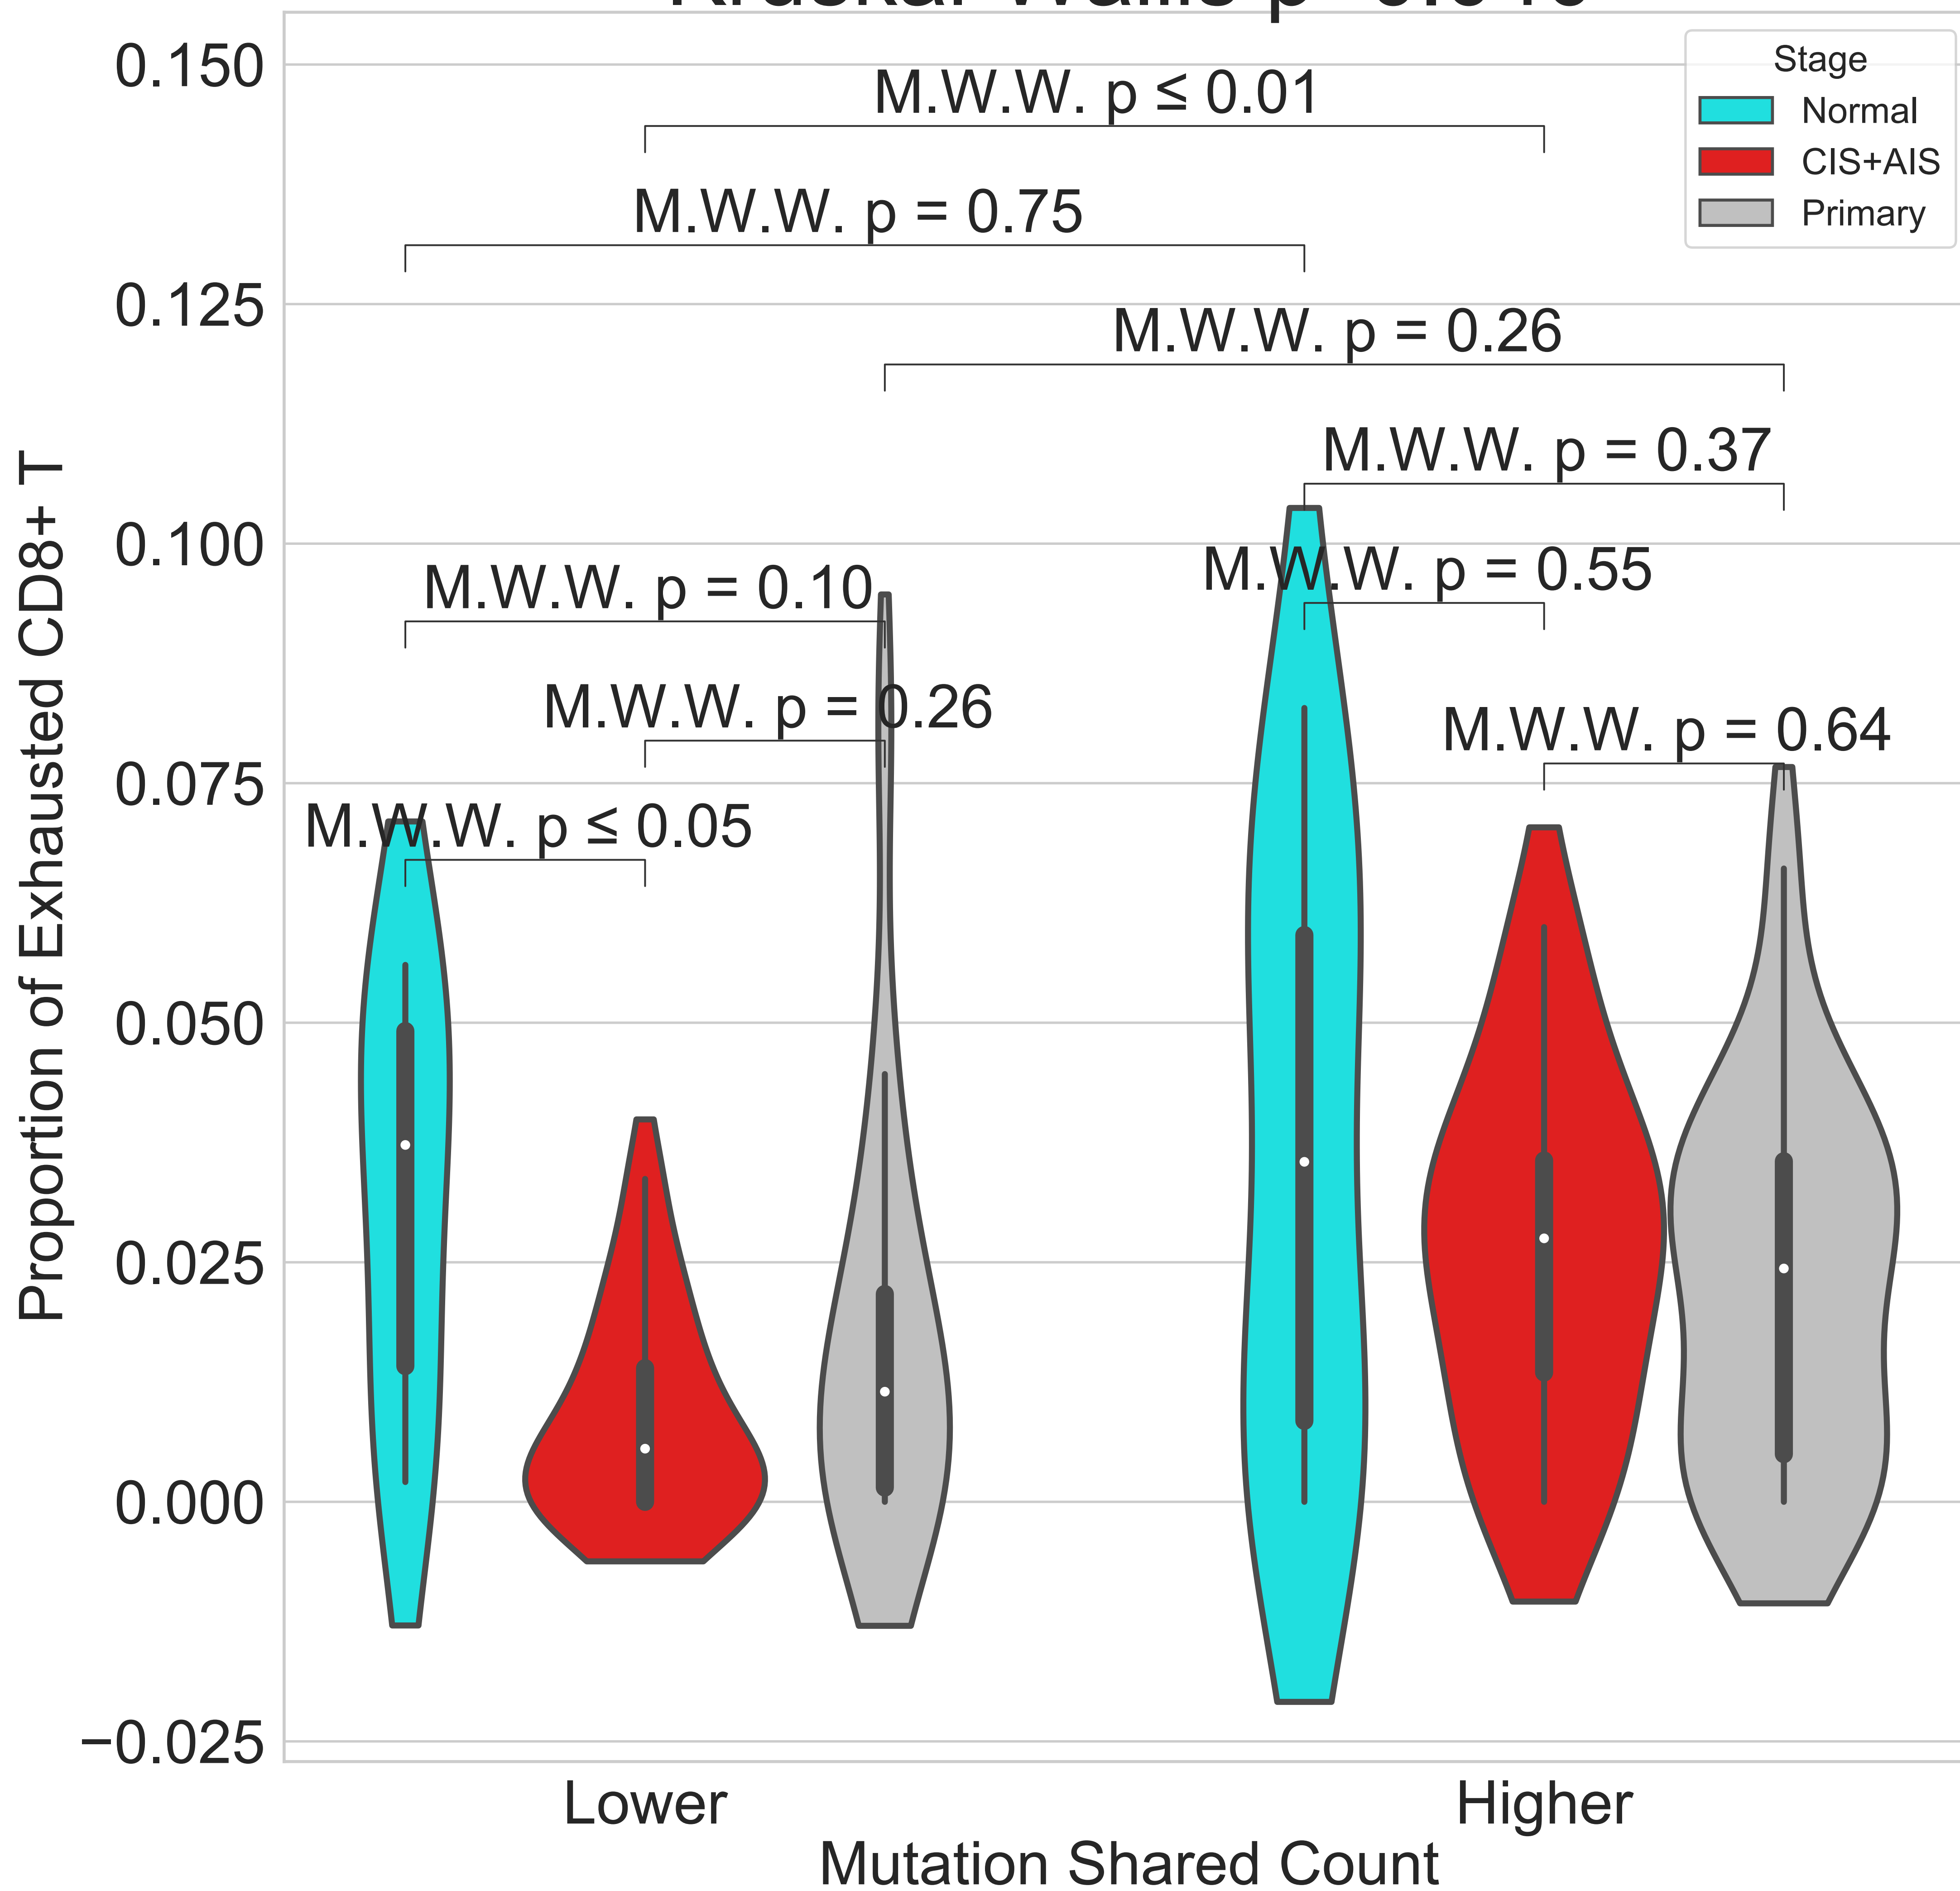 0.150
0.125
0.100
0.075
0.050
0.025
0.000
−0.025
Proportion of Exhausted CD8+ T
M.W.W. p ≤ 0.01
M.W.W. p = 0.75
M.W.W. p = 0.26
M.W.W. p = 0.37
M.W.W. p = 0.55
M.W.W. p = 0.10
M.W.W. p = 0.26
M.W.W. p = 0.64
M.W.W. p ≤ 0.05
Stage
Normal
CIS+AIS
Primary
Lower
Higher
Mutation Shared Count